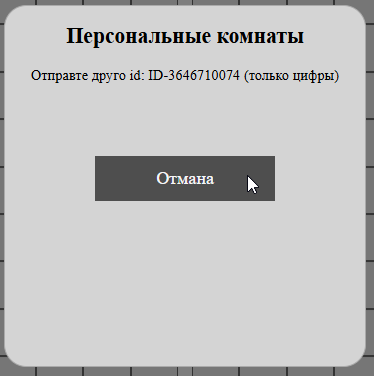 Персональные комнаты
Отправте друго id: ID-3646710074 (только цифры)
Отмана